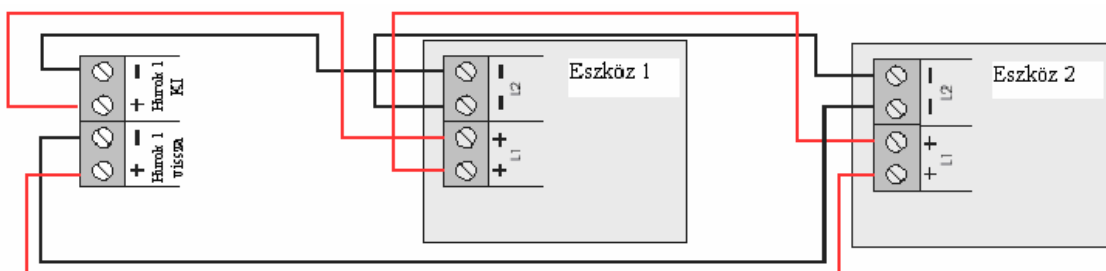 - Hurok 1
+ KI
- Hurok 1
+ vissza
-
- L2
+
+ L1
Eszköz 1
-
- L2
+
+ L1
Eszköz 2